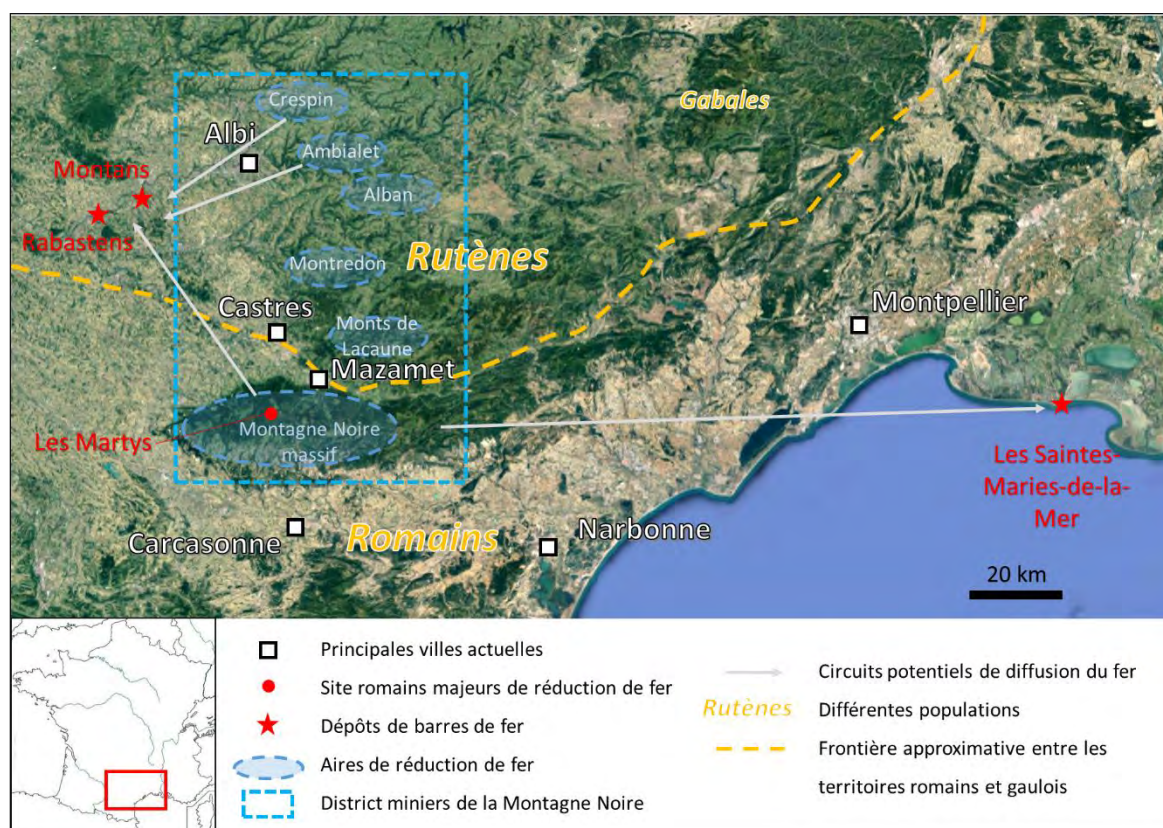 Crespin
Gabales
Albi
Ambialet
Montans
Alban
Rabastens
Montredon
Rutènes
Castres
Montpellier
Monts de
Lacaune
Mazamet
Les Martys
Montagne Noire
massif
Les Saintes-
Maries-de-la-
Mer
Carcasonne
Romains
Narbonne
20 km
Principales villes actuelles
Site romains majeurs de réduction de fer
Dépôts de barres de fer
Aires de réduction de fer
District miniers de la Montagne Noire
Circuits potentiels de diffusion du fer
Rutènes
Différentes populations
Frontière approximative entre les
territoires romains et gaulois